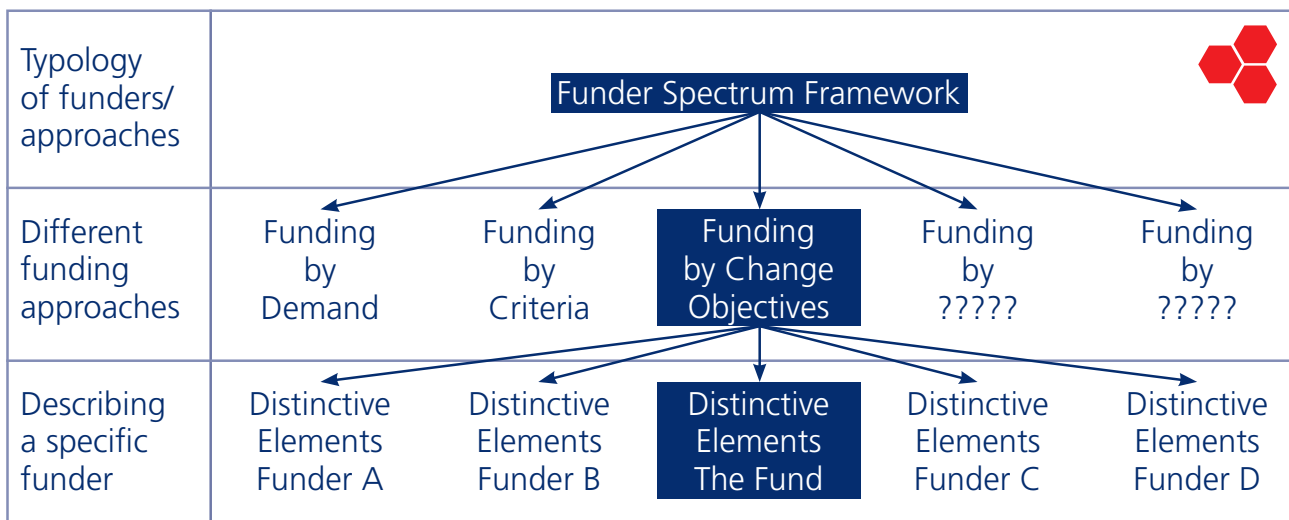 Typology
of funders/
approaches
Funder Spectrum Framework
Different
funding
approaches
Funding
by
Demand
Funding
by
Criteria
Funding
by Change
Objectives
Funding
by
?????
Funding
by
?????
Describing
a specific
funder
Distinctive
Elements
Funder A
Distinctive
Elements
Funder B
Distinctive
Elements
The Fund
Distinctive
Elements
Funder C
Distinctive
Elements
Funder D